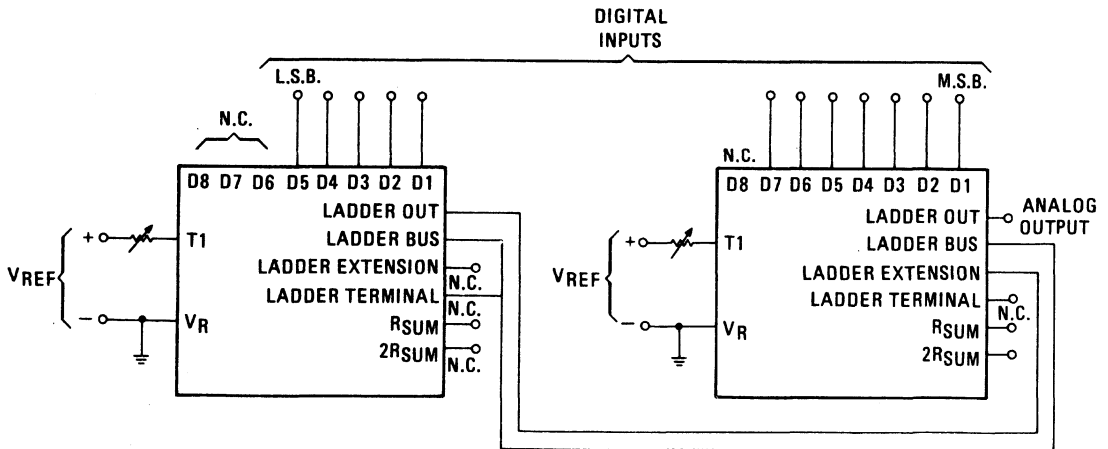 DIGITAL
INPUTS
L.S.B.
M.S.B.
N.C.
N.C.
D8 D7 D6 D5 D4 D3 D2 D1
D8 D7 D6 D5 D4 D3 D2 D1
LADDER OUT
LADDER BUS
LADDER EXTENSION
N.C.
LADDER TERMINAL
N.C.
RSUM
2RSUM
N.C.
+
T1
VREF
−
VR
LADDER OUT
ANALOG
OUTPUT
LADDER BUS
LADDER EXTENSION
LADDER TERMINAL
N.C.
RSUM
2RSUM
+
T1
VREF
−
VR